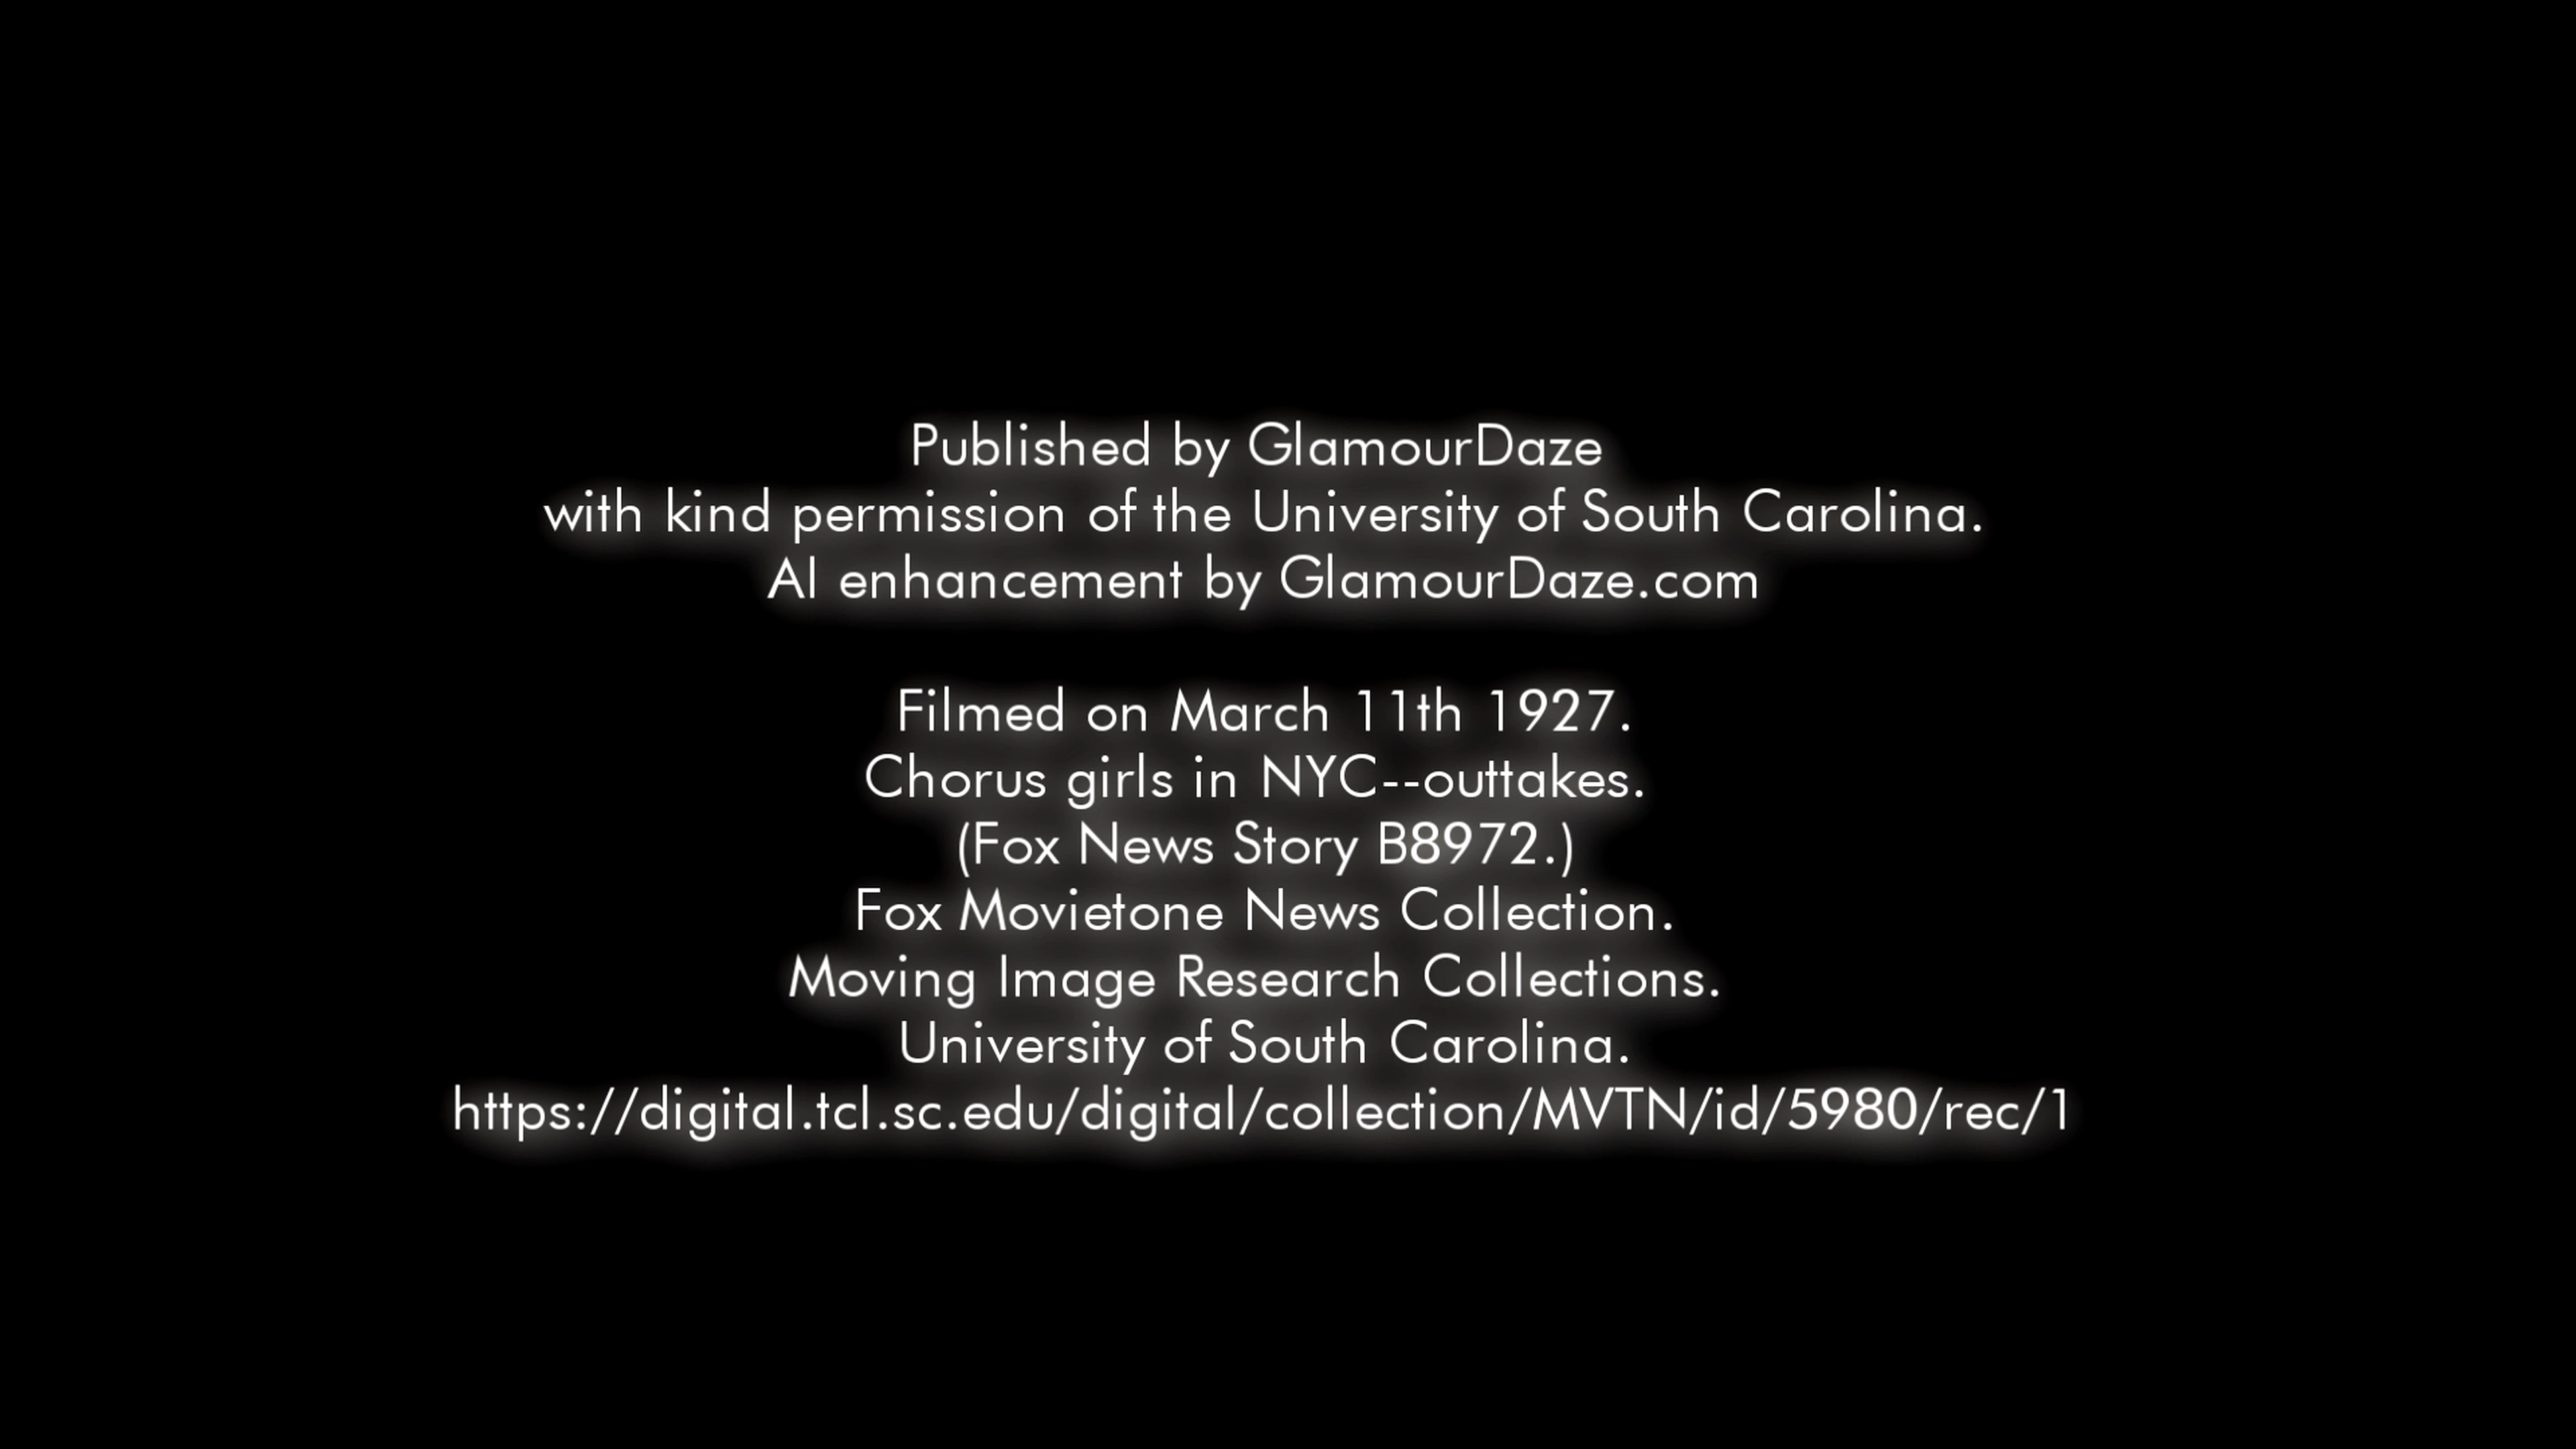 Published by GlamourDaze
with kind permission of the University of South Carolina.
AI enhancement by GlamourDaze.com
Filmed on March 11th 1927.
Chorus girls in NYC--outtakes.
(Fox News Story B8972.)
Fox Movietone News Collection.
Moving Image Research Collections.
University of South Carolina.
https://digital.tcl.sc.edu/digital/collection/MVTN/id/5980/rec/1